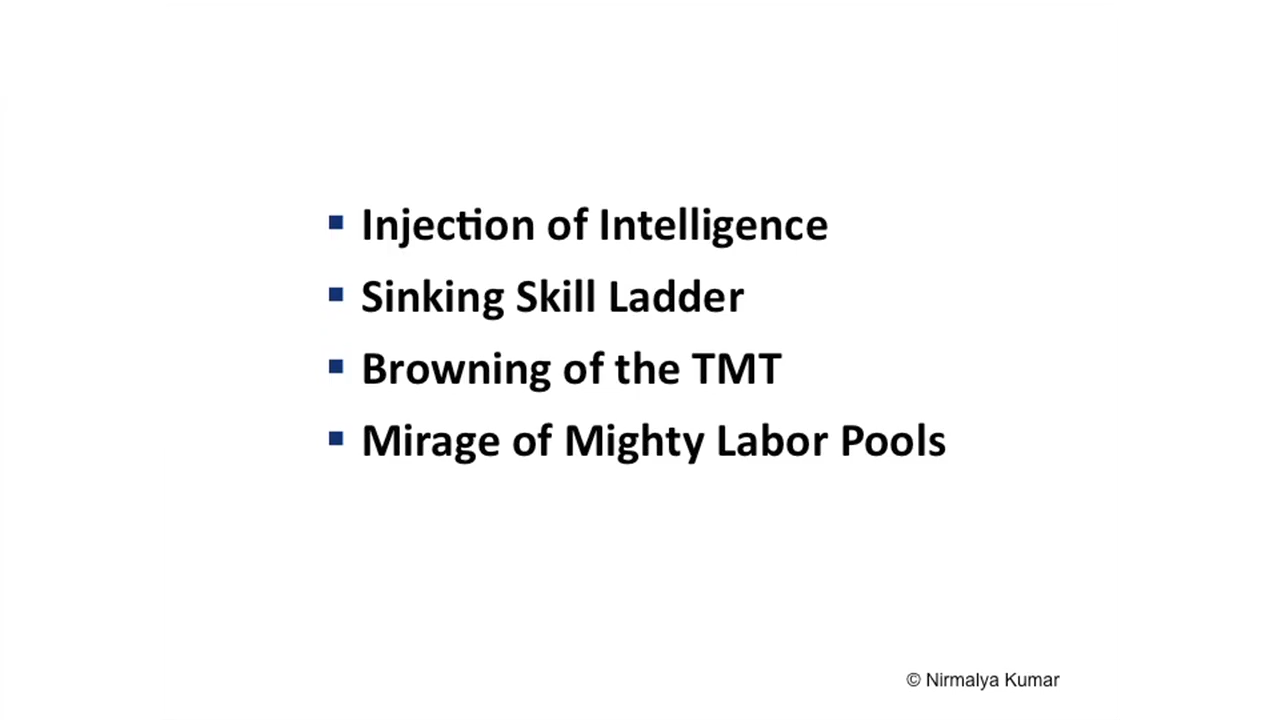 ▪ Injection of Intelligence
▪ Sinking Skill Ladder
▪ Browning of the TMT
▪ Mirage of Mighty Labor Pools
© Nirmalya Kumar